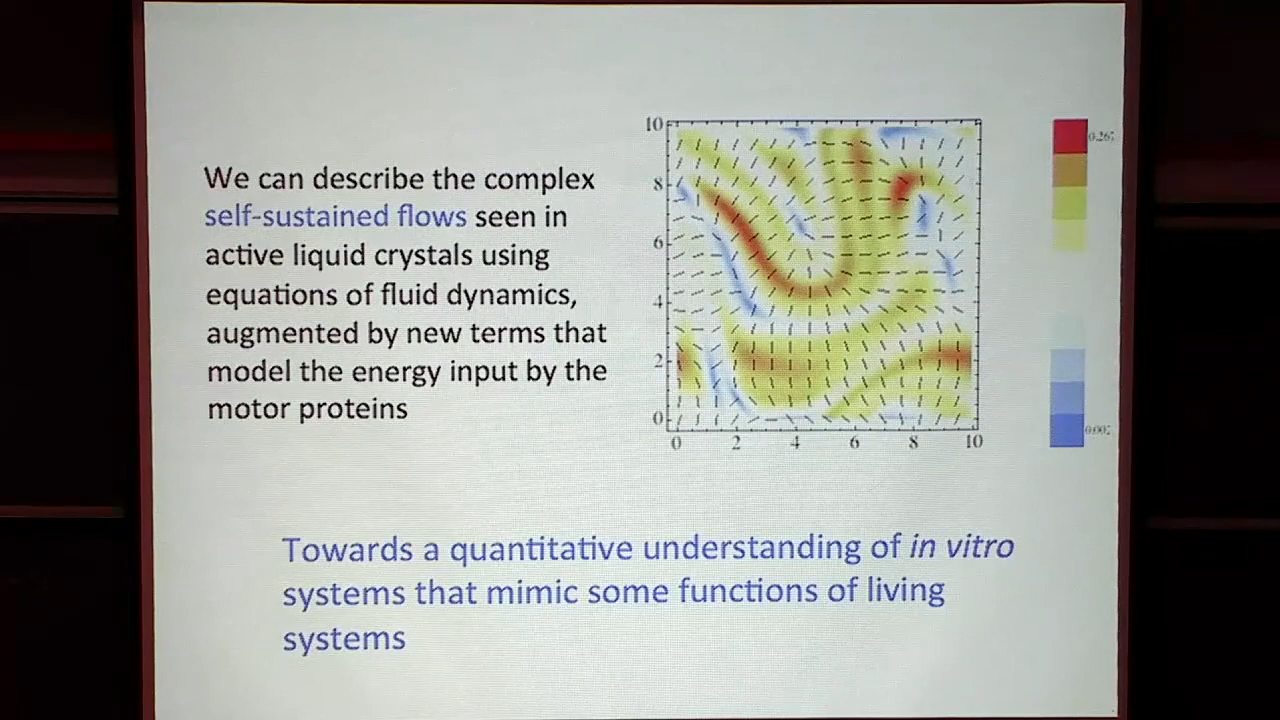 We can describe the complex
self-sustained flows seen in
active liquid crystals using
equations of fluid dynamics,
augmented by new terms that
model the energy input by the
motor proteins
10
8
6
4
2
0
0 2 4 6 8 10
Towards a quantitative understanding of in vitro
systems that mimic some functions of living
systems